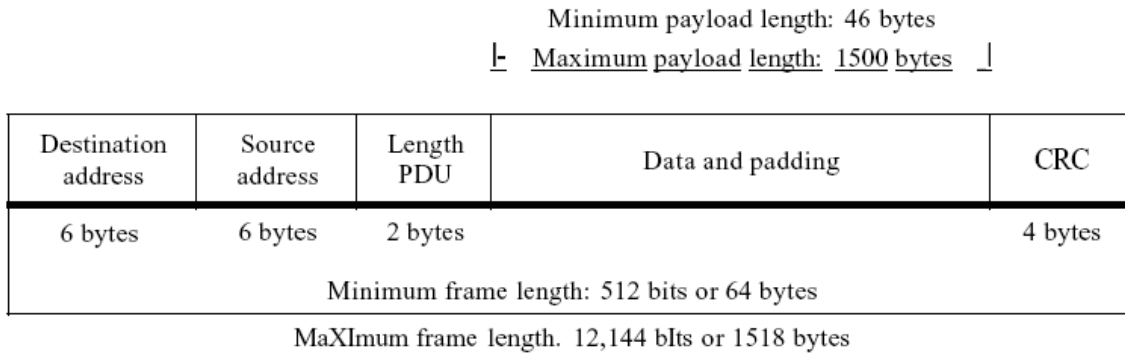 Minimum payload length: 46 bytes
|- Maximum payload length: 1500 bytes _|
Destination address
Source address
Length PDU
Data and padding
CRC
6 bytes
6 bytes
2 bytes
4 bytes
Minimum frame length: 512 bits or 64 bytes
MaXImum frame length. 12,144 bIts or 1518 bytes